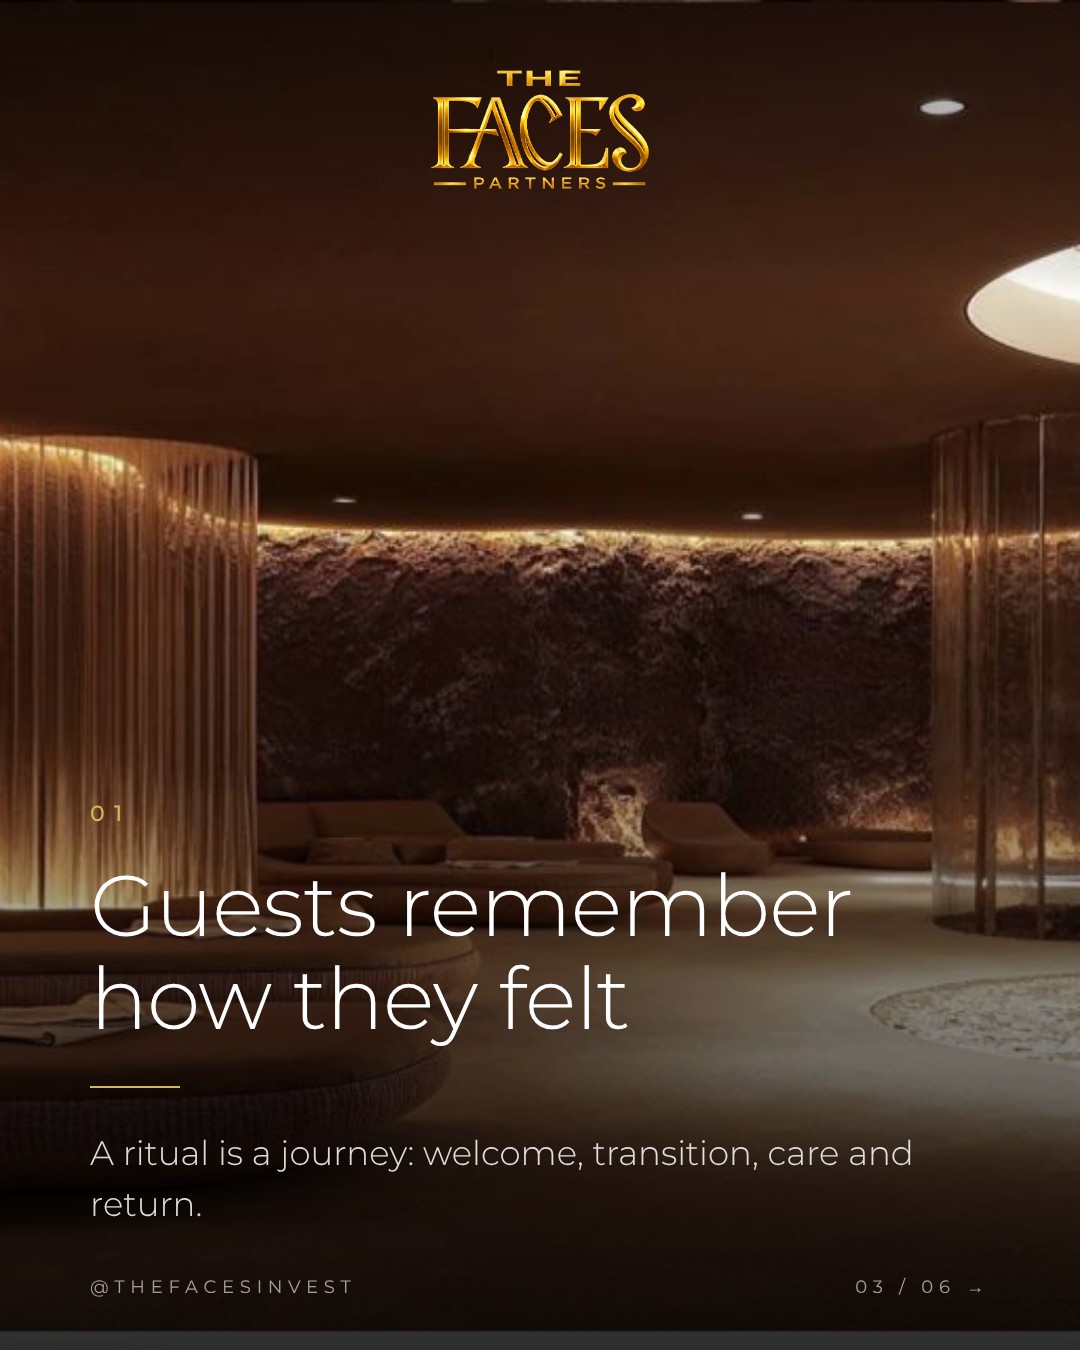 THE
FACES
PARTNERS
01
Guests remember
how they felt
A ritual is a journey: welcome, transition, care and
return.
@THEFACESINVEST
03 / 06 →